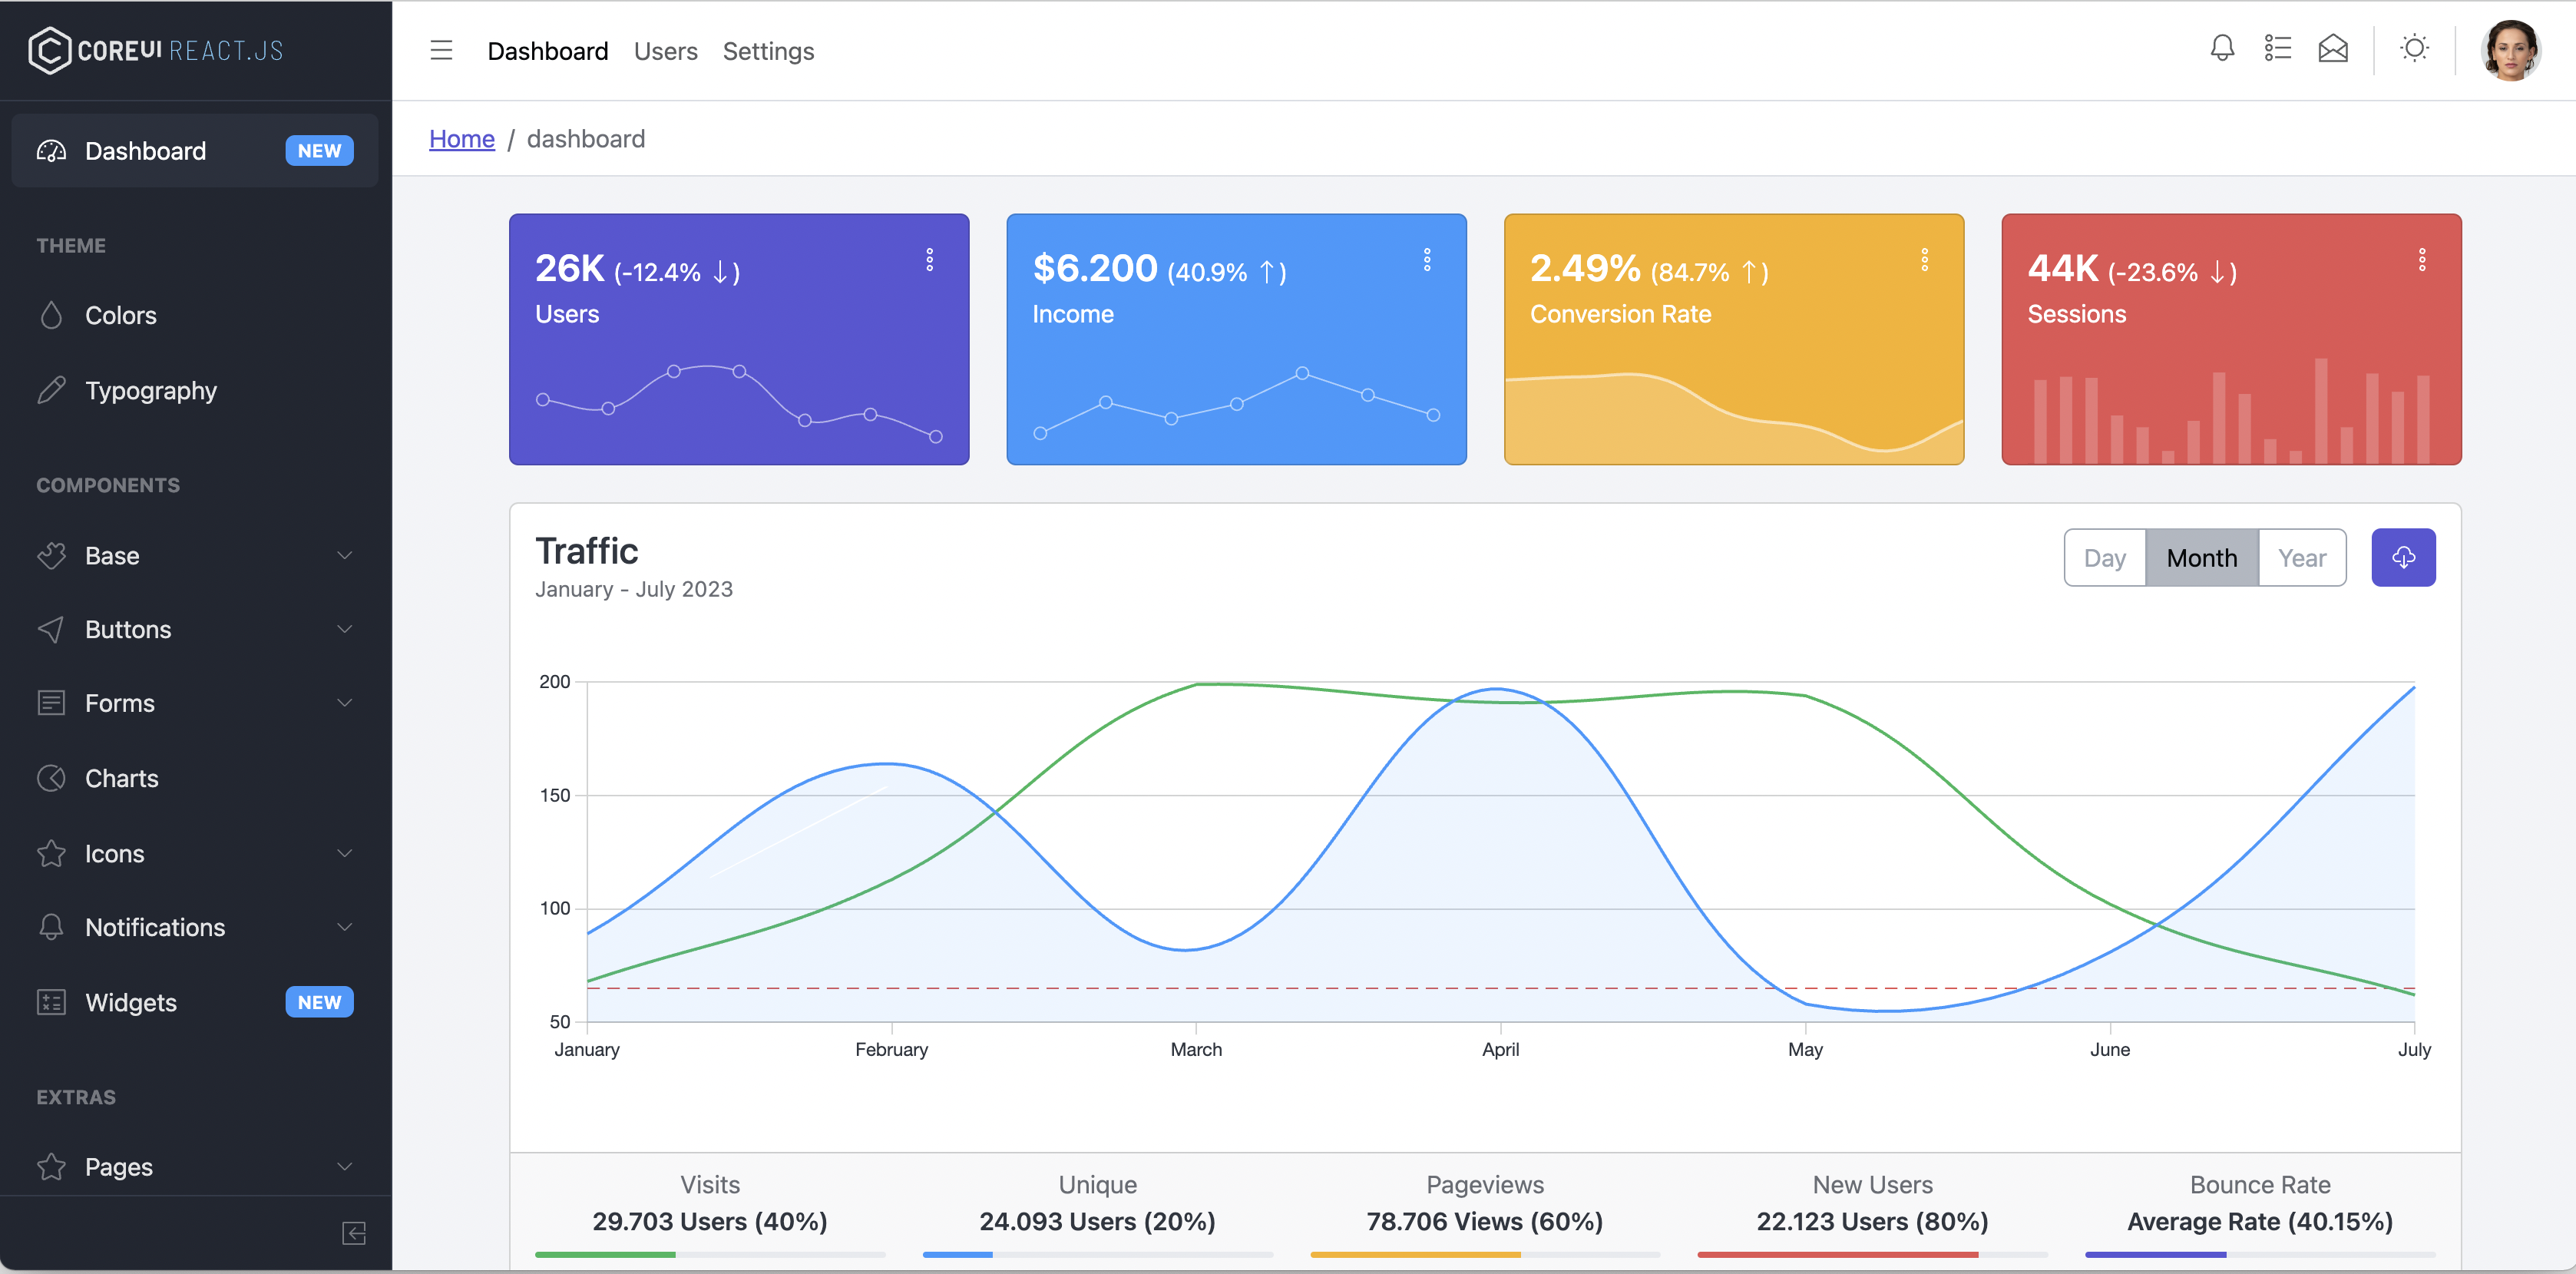 COREUI REACT.JS
Dashboard NEW
THEME
Colors
Typography
COMPONENTS
Base
Buttons
Forms
Charts
Icons
Notifications
Widgets NEW
EXTRAS
Pages
Dashboard Users Settings
Home / dashboard
26K (-12.4% ↓)
Users
$6.200 (40.9% ↑)
Income
2.49% (84.7% ↑)
Conversion Rate
44K (-23.6% ↓)
Sessions
Traffic
January - July 2023
Day Month Year
200
150
100
50
January February March April May June July
Visits
29.703 Users (40%)
Unique
24.093 Users (20%)
Pageviews
78.706 Views (60%)
New Users
22.123 Users (80%)
Bounce Rate
Average Rate (40.15%)